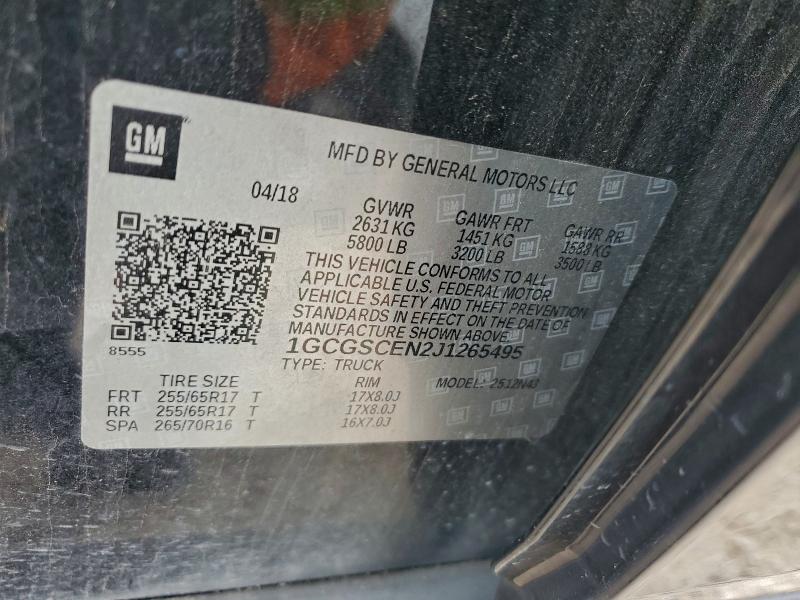 GM
MFD BY GENERAL MOTORS LLC
04/18
GVWR GAWR FRT GAWR RR
2631 KG 1451 KG 1588 KG
5800 LB 3200 LB 3500 LB
THIS VEHICLE CONFORMS TO ALL
APPLICABLE U.S. FEDERAL MOTOR
VEHICLE SAFETY AND THEFT PREVENTION
STANDARDS IN EFFECT ON THE DATE OF
MANUFACTURE SHOWN ABOVE.
8555
1GCGSCEN2J1265495
TYPE: TRUCK
TIRE SIZE RIM MODEL: 2512N43
FRT 255/65R17 T 17X8.0J
RR 255/65R17 T 17X8.0J
SPA 265/70R16 T 16X7.0J